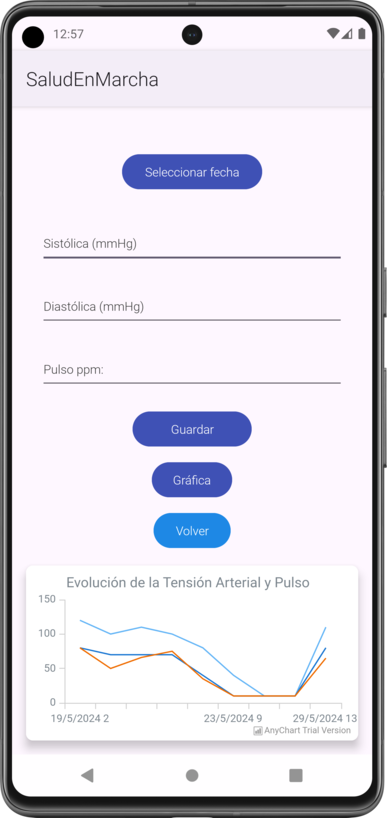 12:57
SaludEnMarcha
Seleccionar fecha
Sistólica (mmHg)
Diastólica (mmHg)
Pulso ppm:
Guardar
Gráfica
Volver
Evolución de la Tensión Arterial y Pulso
150
100
50
0
19/5/2024 2 23/5/2024 9 29/5/2024 13
AnyChart Trial Version